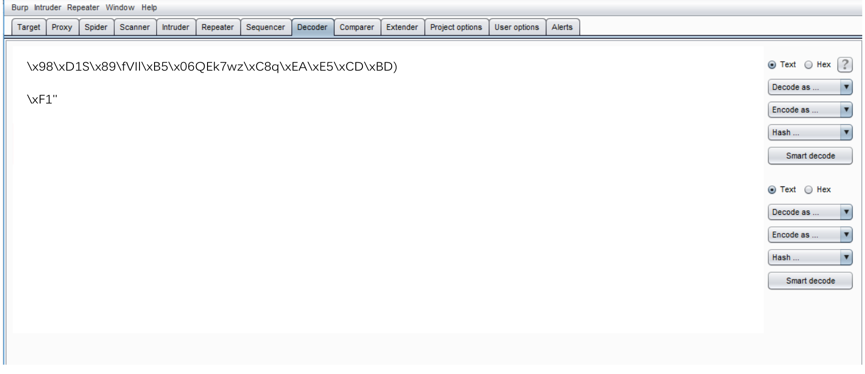 Burp Intruder Repeater Window Help
Target Proxy Spider Scanner Intruder Repeater Sequencer Decoder Comparer Extender Project options User options Alerts
\x98\xD1S\x89\fVII\xB5\x06QEk7wz\xC8q\xEA\xE5\xCD\xBD)
\xF1"
Text Hex ?
Decode as ...
Encode as ...
Hash ...
Smart decode
Text Hex
Decode as ...
Encode as ...
Hash ...
Smart decode